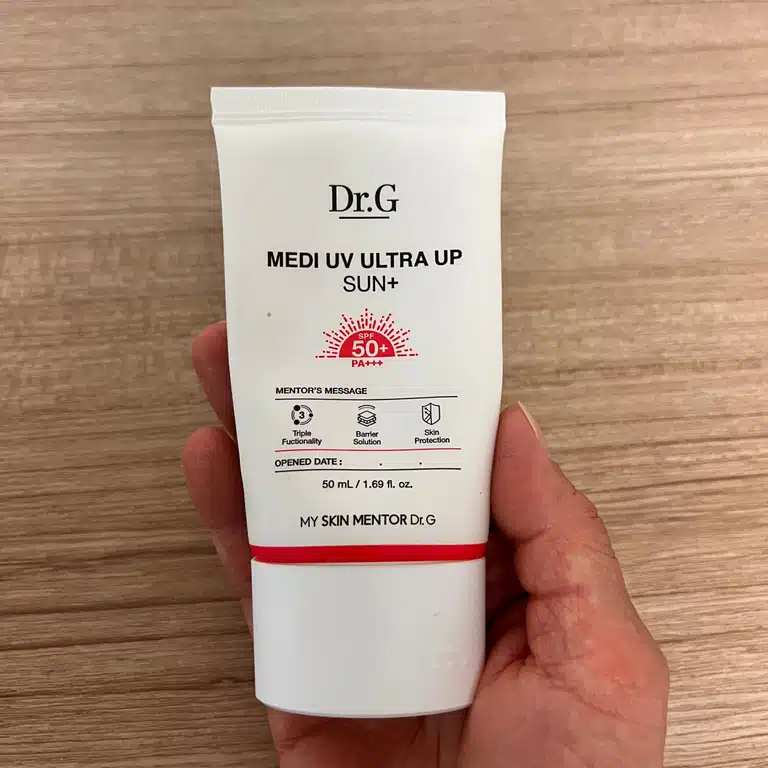 Dr.G
MEDI UV ULTRA UP
SUN+
SPF
50+
PA+++
MENTOR'S MESSAGE
3
Triple
Fuctionality
Barrier
Solution
Skin
Protection
OPENED DATE :        .        .
50 mL / 1.69 fl. oz.
MY SKIN MENTOR Dr.G